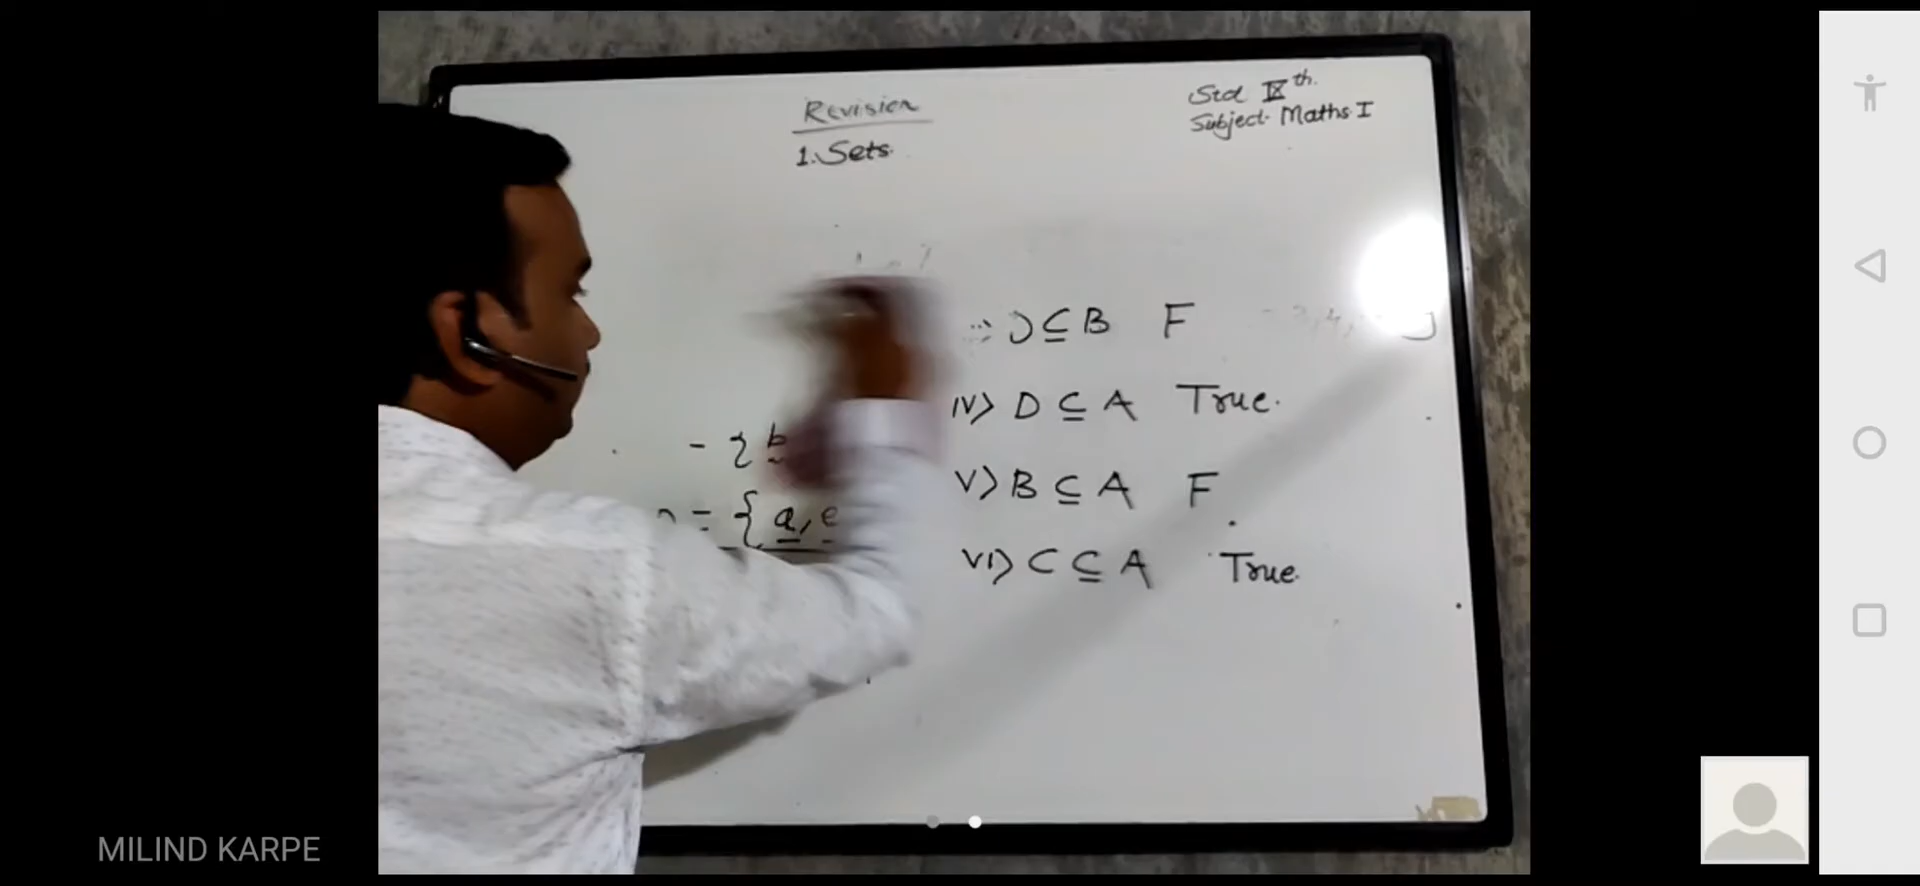 Revision
1. Sets.
Std IXth.
Subject- Maths-I
⊆ B F
IV) D ⊆ A True.
V) B ⊆ A F
VI) C ⊆ A True.
- { b
= { a, e
MILIND KARPE